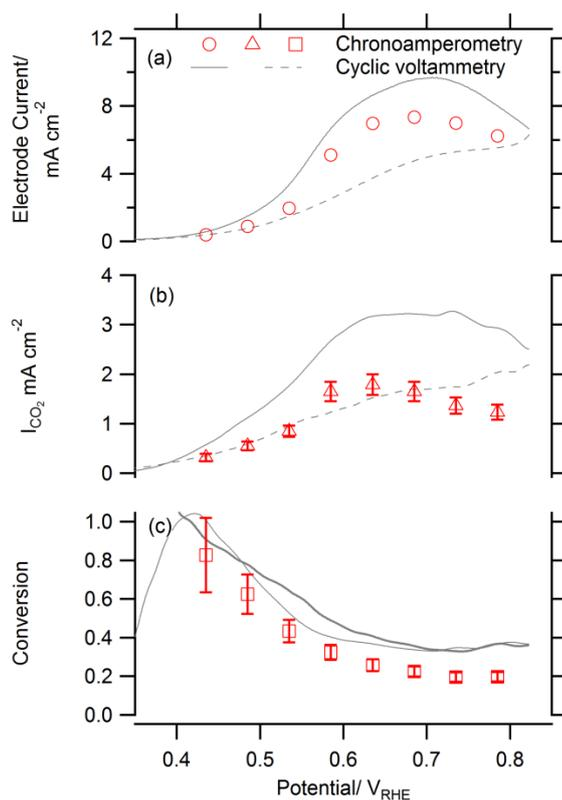 (a)
Chronoamperometry
Cyclic voltammetry
Electrode Current/
mA cm⁻²
12
8
4
0
(b)
I_CO₂ mA cm⁻²
4
3
2
1
0
(c)
Conversion
1.0
0.8
0.6
0.4
0.2
0.0
0.4 0.5 0.6 0.7 0.8
Potential/ V_RHE